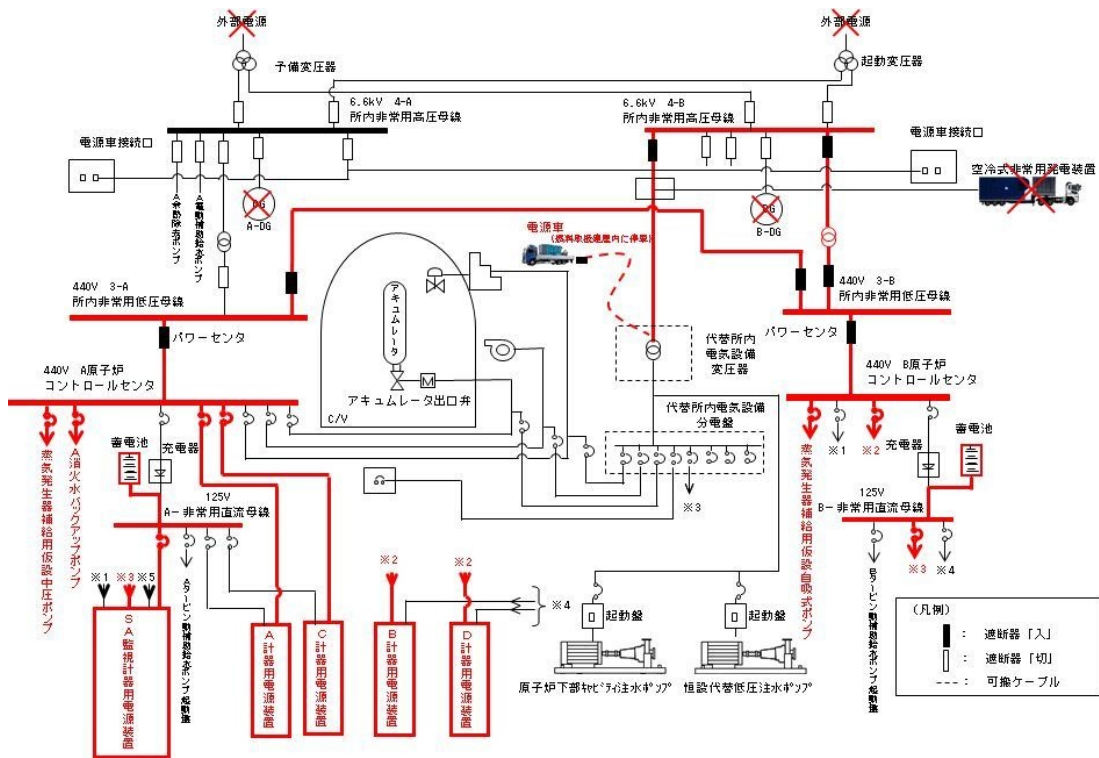 外部電源
外部電源
予備変圧器
起動変圧器
6.6kV 4-A
所内非常用高圧母線
6.6kV 4-B
所内非常用高圧母線
電源車接続口
電源車接続口
空冷式非常用発電装置
A余熱除去ポンプ
A電動補助給水ポンプ
DG
A-DG
DG
B-DG
電源車
(燃料取扱建屋内に停車)
440V 3-A
所内非常用低圧母線
440V 3-B
所内非常用低圧母線
アキュムレータ
パワーセンタ
パワーセンタ
代替所内
電気設備
変圧器
440V A原子炉
コントロールセンタ
M
アキュムレータ出口弁
C/V
440V B原子炉
コントロールセンタ
代替所内電気設備
分電盤
蒸気発生器補給用仮設中圧ポンプ
A消火水バックアップポンプ
充電器
蓄電池
125V
A-非常用直流母線
※3
蒸気発生器補給用仮設自吸式ポンプ
※1
※2
充電器
蓄電池
125V
B-非常用直流母線
※1
※3
※5
Aタービン動補助給水ポンプ起動盤
※2
※2
※4
Bタービン動補助給水ポンプ起動盤
※3
※4
SA監視計器用電源装置
A計器用電源装置
C計器用電源装置
B計器用電源装置
D計器用電源装置
起動盤
起動盤
原子炉下部キャビティ注水ポンプ
恒設代替低圧注水ポンプ
(凡例)
: 遮断器「入」
: 遮断器「切」
: 可搬ケーブル